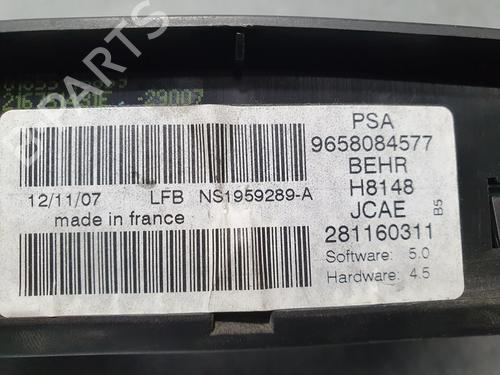 PSA
9658084577
BEHR
H8148
JCAE B5
281160311
Software: 5.0
Hardware: 4.5
12/11/07 LFB NS1959289-A
made in france